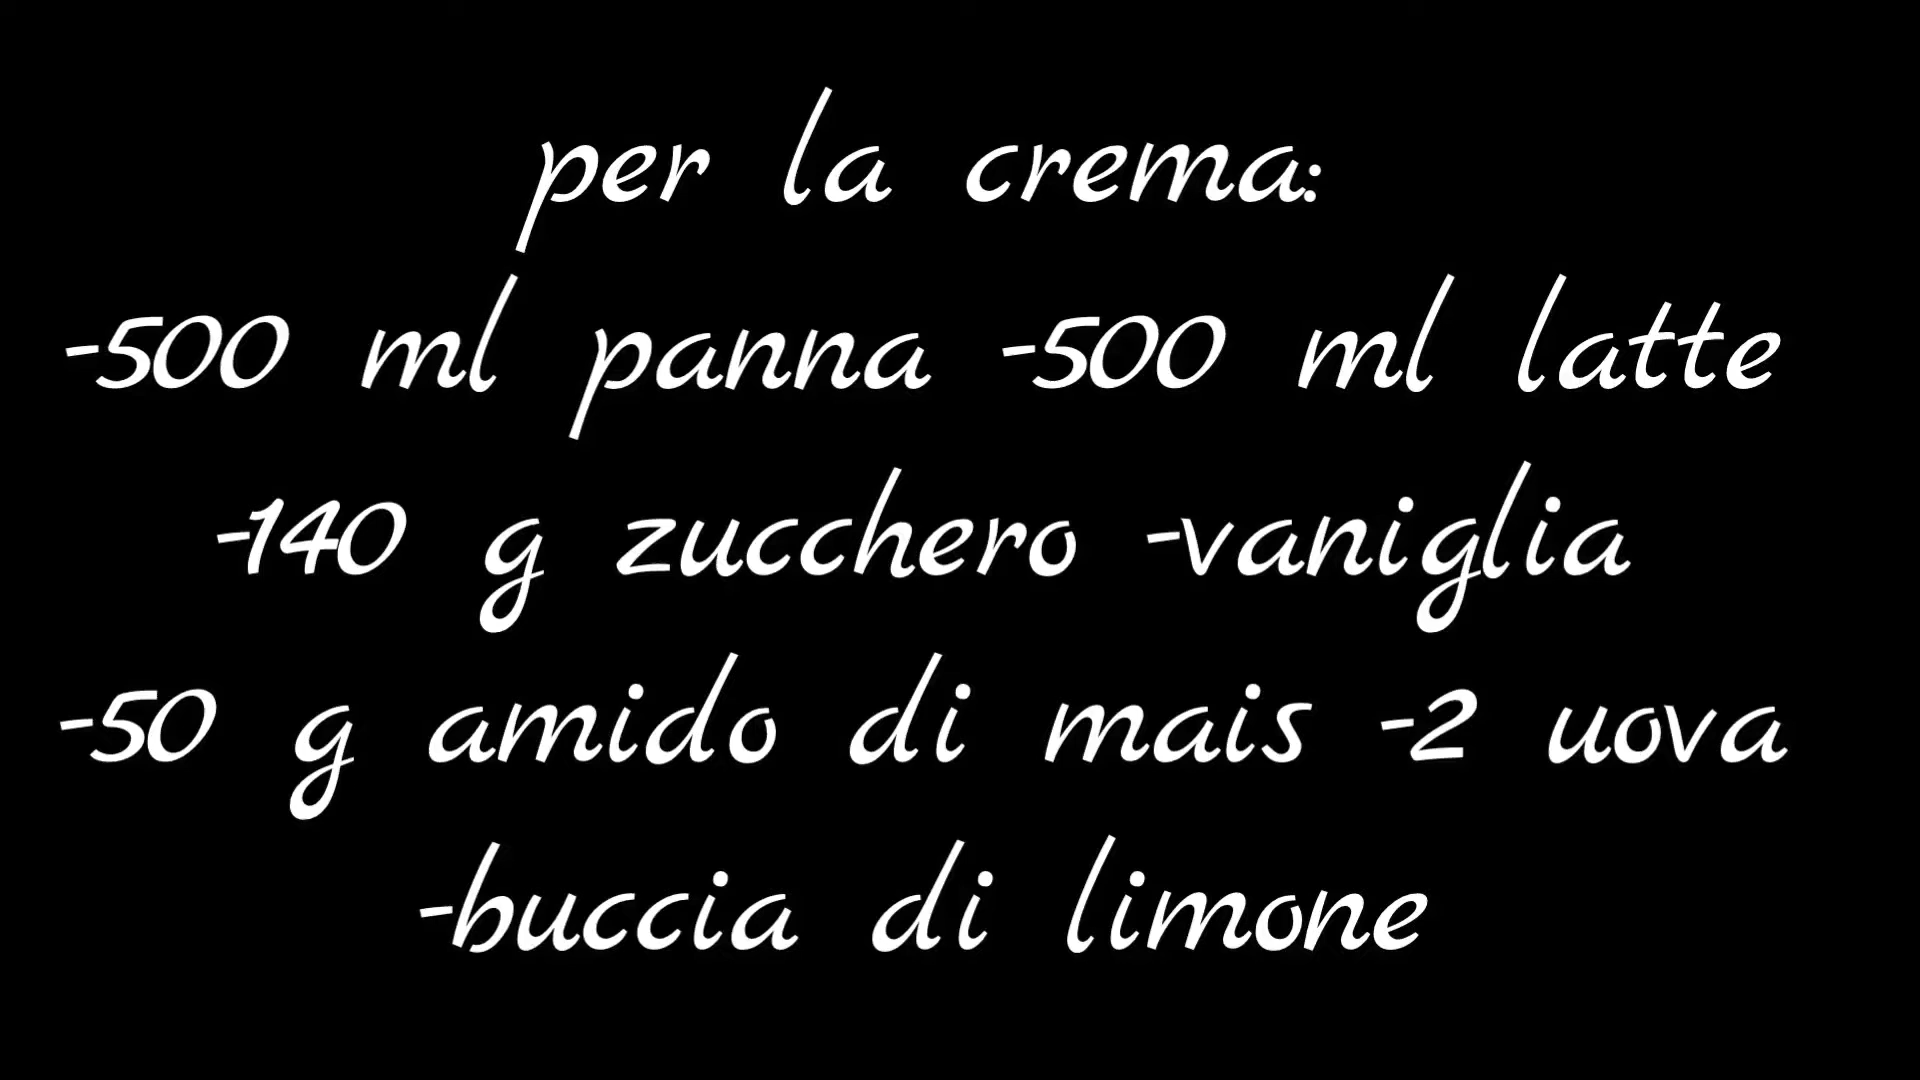 per la crema:
-500 ml panna -500 ml latte
-140 g zucchero -vaniglia
-50 g amido di mais -2 uova
-buccia di limone